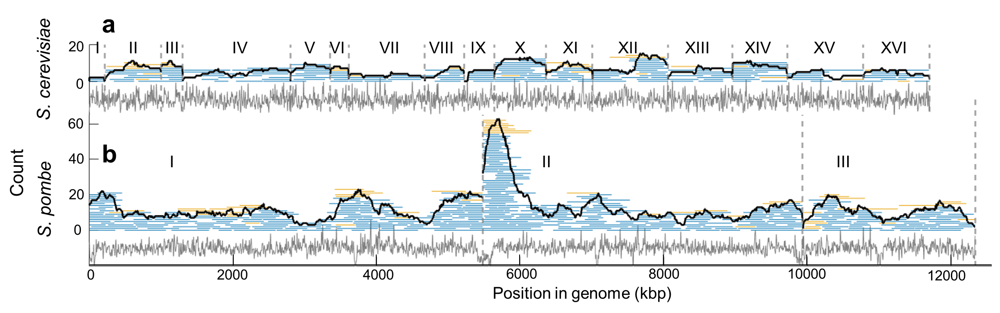 a
S. cerevisiae
20
0
I II III IV V VI VII VIII IX X XI XII XIII XIV XV XVI
b
Count
S. pombe
60
40
20
0
I II III
0 2000 4000 6000 8000 10000 12000
Position in genome (kbp)